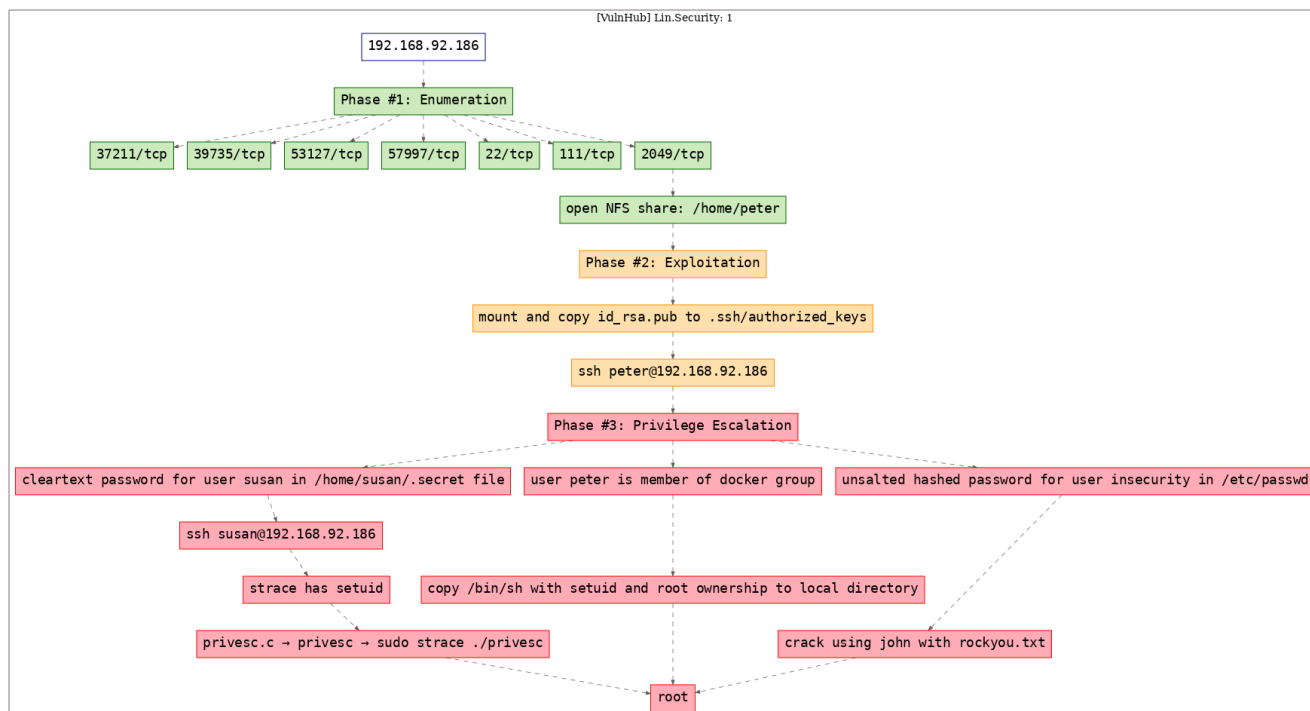 [VulnHub] Lin.Security: 1
192.168.92.186
Phase #1: Enumeration
37211/tcp
39735/tcp
53127/tcp
57997/tcp
22/tcp
111/tcp
2049/tcp
open NFS share: /home/peter
Phase #2: Exploitation
mount and copy id_rsa.pub to .ssh/authorized_keys
ssh peter@192.168.92.186
Phase #3: Privilege Escalation
cleartext password for user susan in /home/susan/.secret file
user peter is member of docker group
unsalted hashed password for user insecurity in /etc/passwd
ssh susan@192.168.92.186
strace has setuid
copy /bin/sh with setuid and root ownership to local directory
privesc.c → privesc → sudo strace ./privesc
crack using john with rockyou.txt
root